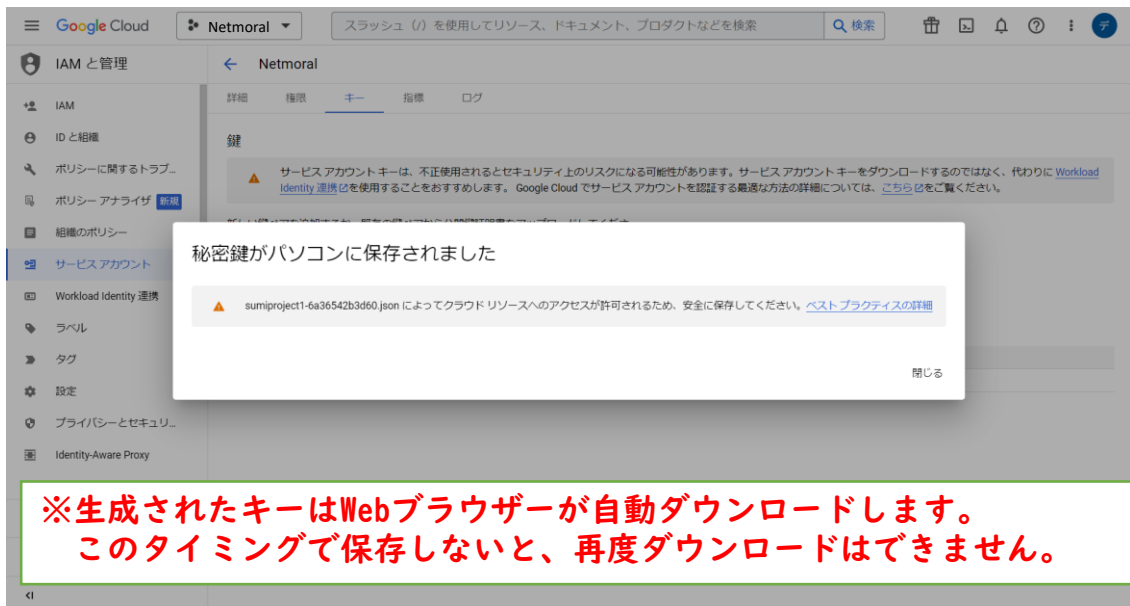 Google Cloud
Netmoral
スラッシュ (/) を使用してリソース、ドキュメント、プロダクトなどを検索
検索
デ
IAM と管理
Netmoral
IAM
ID と組織
ポリシーに関するトラブ...
ポリシー アナライザ 新規
組織のポリシー
サービス アカウント
Workload Identity 連携
ラベル
タグ
設定
プライバシーとセキュリ...
Identity-Aware Proxy
詳細 権限 キー 指標 ログ
鍵
サービス アカウント キーは、不正使用されるとセキュリティ上のリスクになる可能性があります。サービス アカウント キーをダウンロードするのではなく、代わりに Workload
Identity 連携を使用することをおすすめします。 Google Cloud でサービス アカウントを認証する最適な方法の詳細については、こちらをご覧ください。
秘密鍵がパソコンに保存されました
sumiproject1-6a36542b3d60.json によってクラウド リソースへのアクセスが許可されるため、安全に保存してください。ベスト プラクティスの詳細
閉じる
※生成されたキーはWebブラウザーが自動ダウンロードします。
このタイミングで保存しないと、再度ダウンロードはできません。